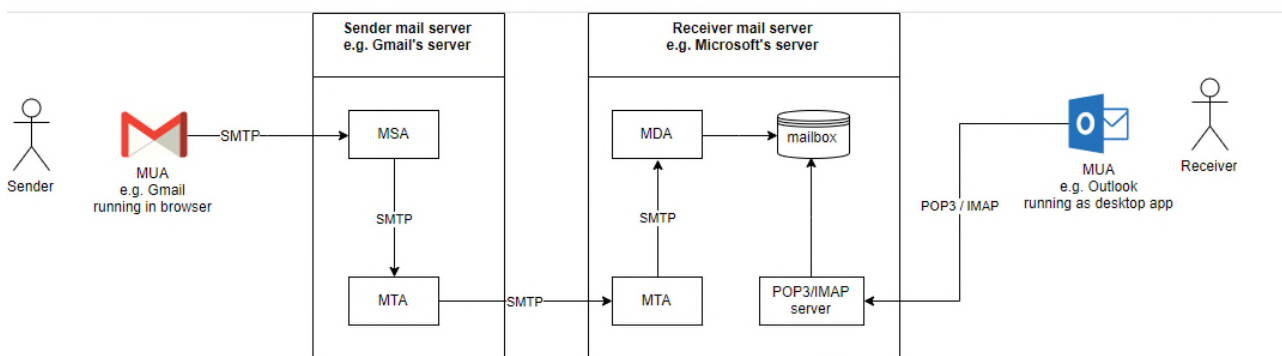 Sender mail server
e.g. Gmail's server
Receiver mail server
e.g. Microsoft's server
Sender
MUA
e.g. Gmail
running in browser
SMTP
MSA
SMTP
MTA
SMTP
MDA
mailbox
SMTP
MTA
POP3/IMAP
server
POP3 / IMAP
O
MUA
e.g. Outlook
running as desktop app
Receiver